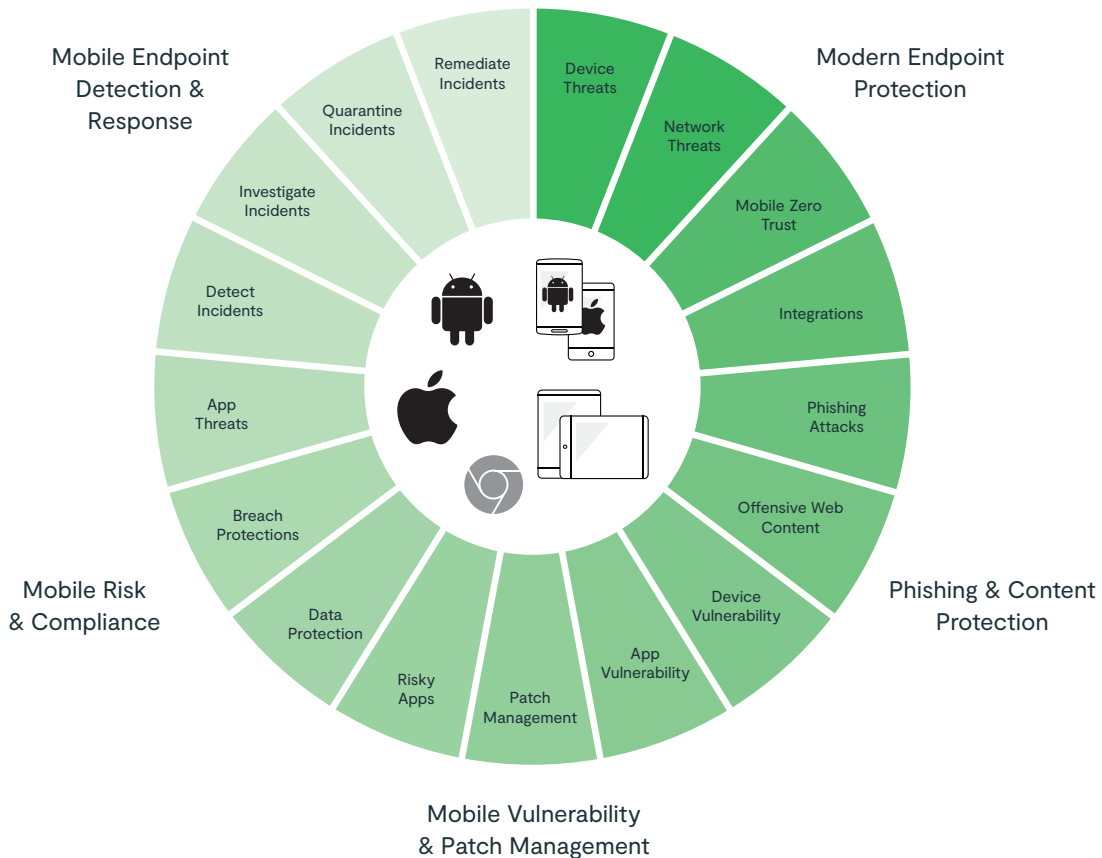 Mobile Endpoint
Detection &
Response
Modern Endpoint
Protection
Remediate
Incidents
Device
Threats
Quarantine
Incidents
Network
Threats
Investigate
Incidents
Mobile Zero
Trust
Detect
Incidents
Integrations
App
Threats
Phishing
Attacks
Breach
Protections
Offensive Web
Content
Data
Protection
Device
Vulnerability
Risky
Apps
App
Vulnerability
Patch
Management
Mobile Risk
& Compliance
Phishing & Content
Protection
Mobile Vulnerability
& Patch Management